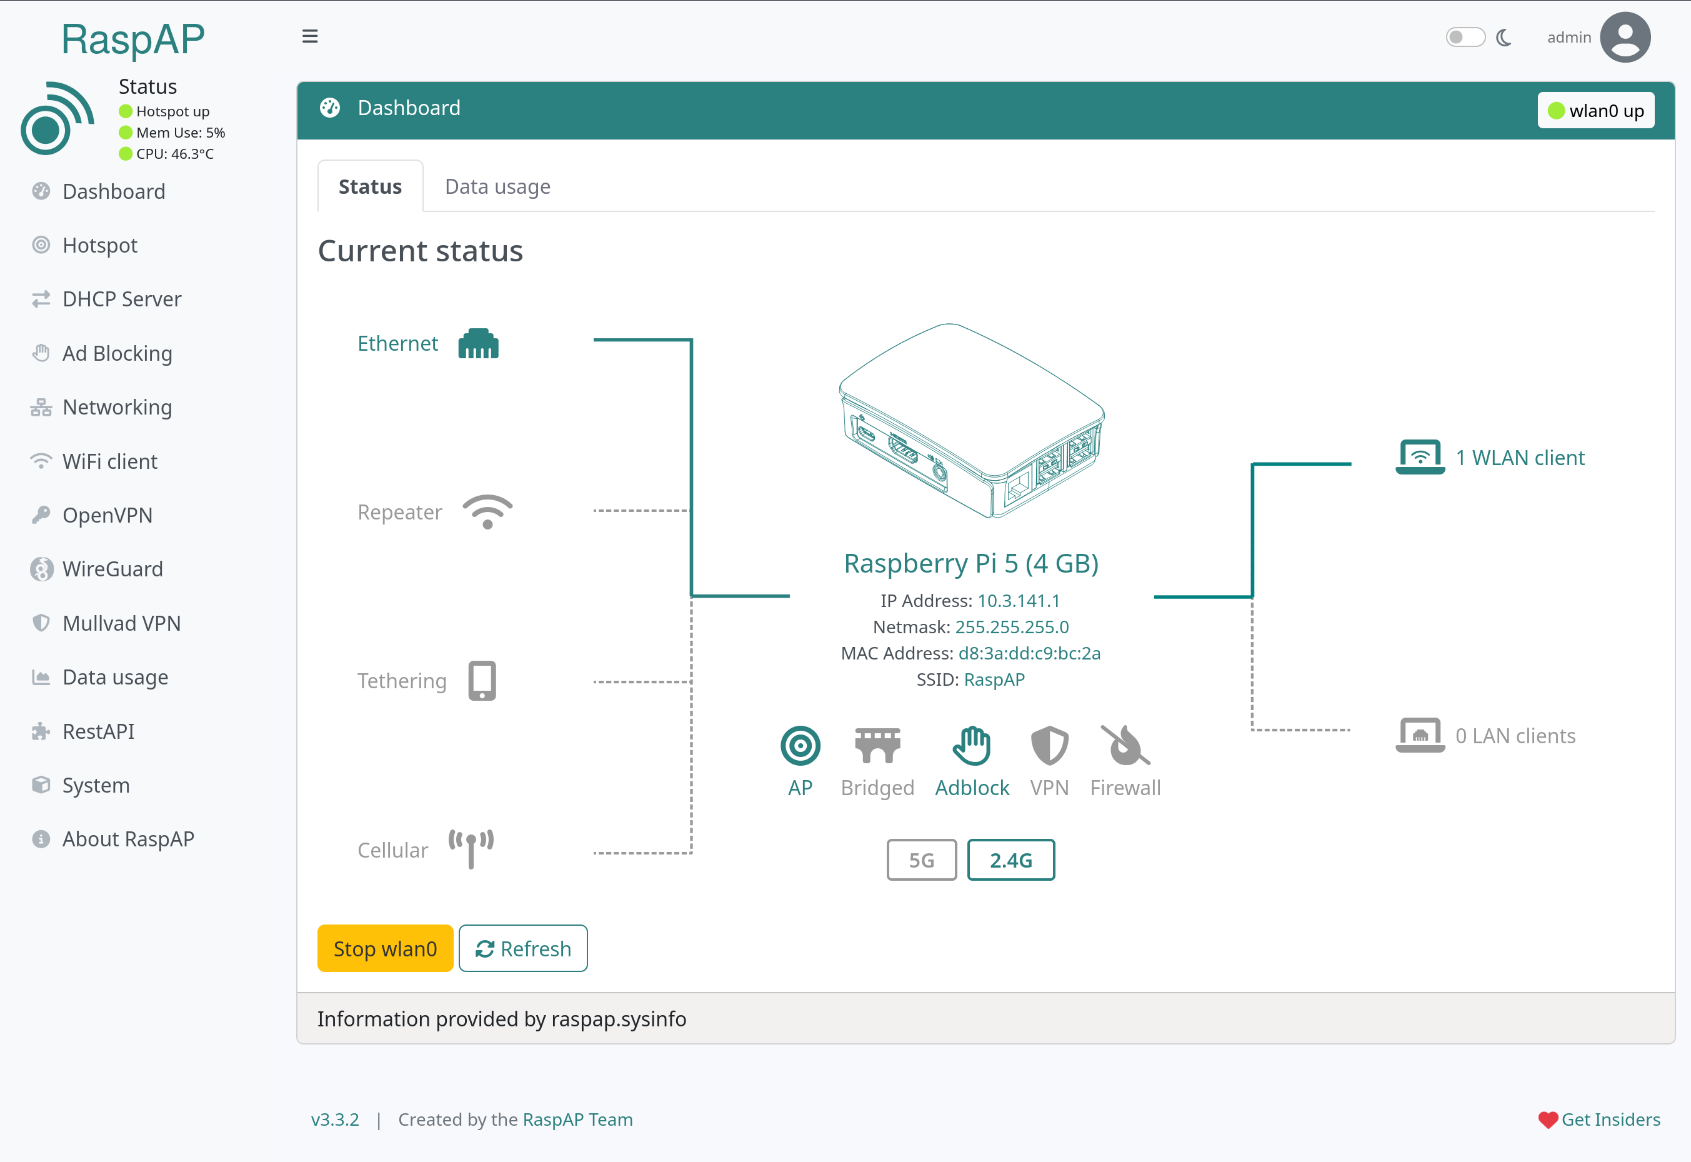 RaspAP
Status
Hotspot up
Mem Use: 5%
CPU: 46.3°C
Dashboard
Hotspot
DHCP Server
Ad Blocking
Networking
WiFi client
OpenVPN
WireGuard
Mullvad VPN
Data usage
RestAPI
System
About RaspAP
admin
Dashboard
wlan0 up
Status Data usage
Current status
Ethernet
Repeater
Tethering
Cellular
Raspberry Pi 5 (4 GB)
IP Address: 10.3.141.1
Netmask: 255.255.255.0
MAC Address: d8:3a:dd:c9:bc:2a
SSID: RaspAP
AP Bridged Adblock VPN Firewall
5G 2.4G
1 WLAN client
0 LAN clients
Stop wlan0 Refresh
Information provided by raspap.sysinfo
v3.3.2 | Created by the RaspAP Team
Get Insiders